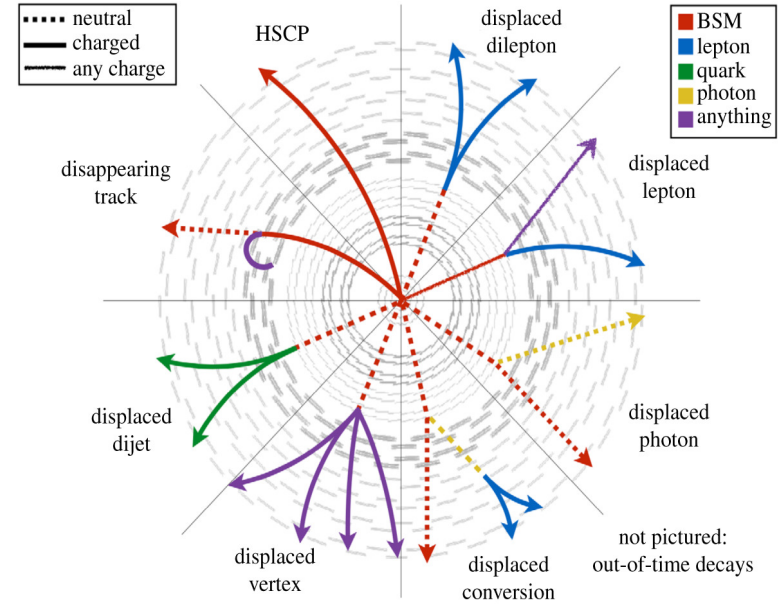 neutral
charged
any charge
HSCP
displaced
dilepton
BSM
lepton
quark
photon
anything
disappearing
track
displaced
lepton
displaced
dijet
displaced
photon
displaced
vertex
displaced
conversion
not pictured:
out-of-time decays